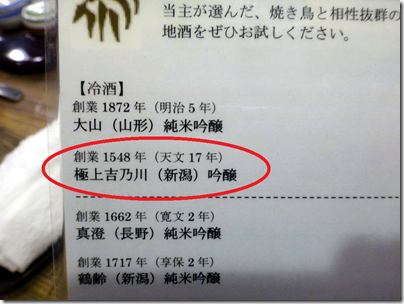 当主が選んだ、焼き鳥と相性抜群の
地酒をぜひお試しください。
【冷酒】
創業 1872 年（明治 5 年）
大山（山形）純米吟醸
創業 1548 年（天文 17 年）
極上吉乃川（新潟）吟醸
創業 1662 年（寛文 2 年）
真澄（長野）純米吟醸
創業 1717 年（享保 2 年）
鶴齢（新潟）純米吟醸